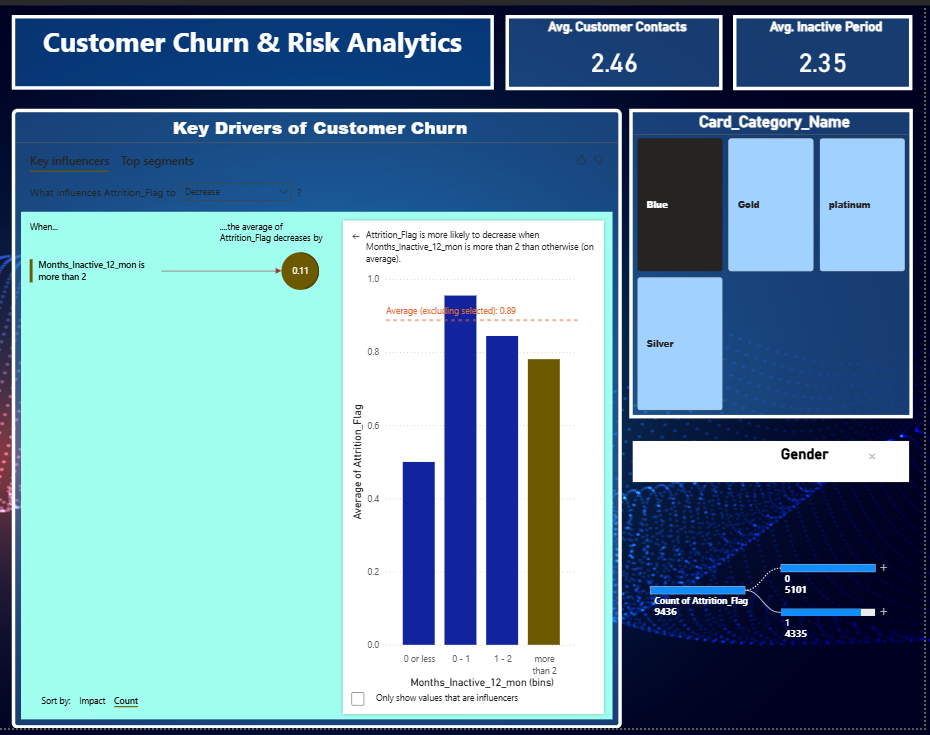 Customer Churn & Risk Analytics
Avg. Customer Contacts
2.46
Avg. Inactive Period
2.35
Key Drivers of Customer Churn
Key influencers Top segments
What influences Attrition_Flag to Decrease ?
When...
....the average of
Attrition_Flag decreases by
Months_Inactive_12_mon is
more than 2
0.11
Sort by: Impact Count
← Attrition_Flag is more likely to decrease when
Months_Inactive_12_mon is more than 2 than otherwise (on
average).
1.0
Average (excluding selected): 0.89
0.8
0.6
0.4
0.2
0.0
Average of Attrition_Flag
0 or less
0 - 1
1 - 2
more
than 2
Months_Inactive_12_mon (bins)
Only show values that are influencers
Card_Category_Name
Blue
Gold
platinum
Silver
Gender ×
Count of Attrition_Flag
9436
0
5101
+
1
4335
+